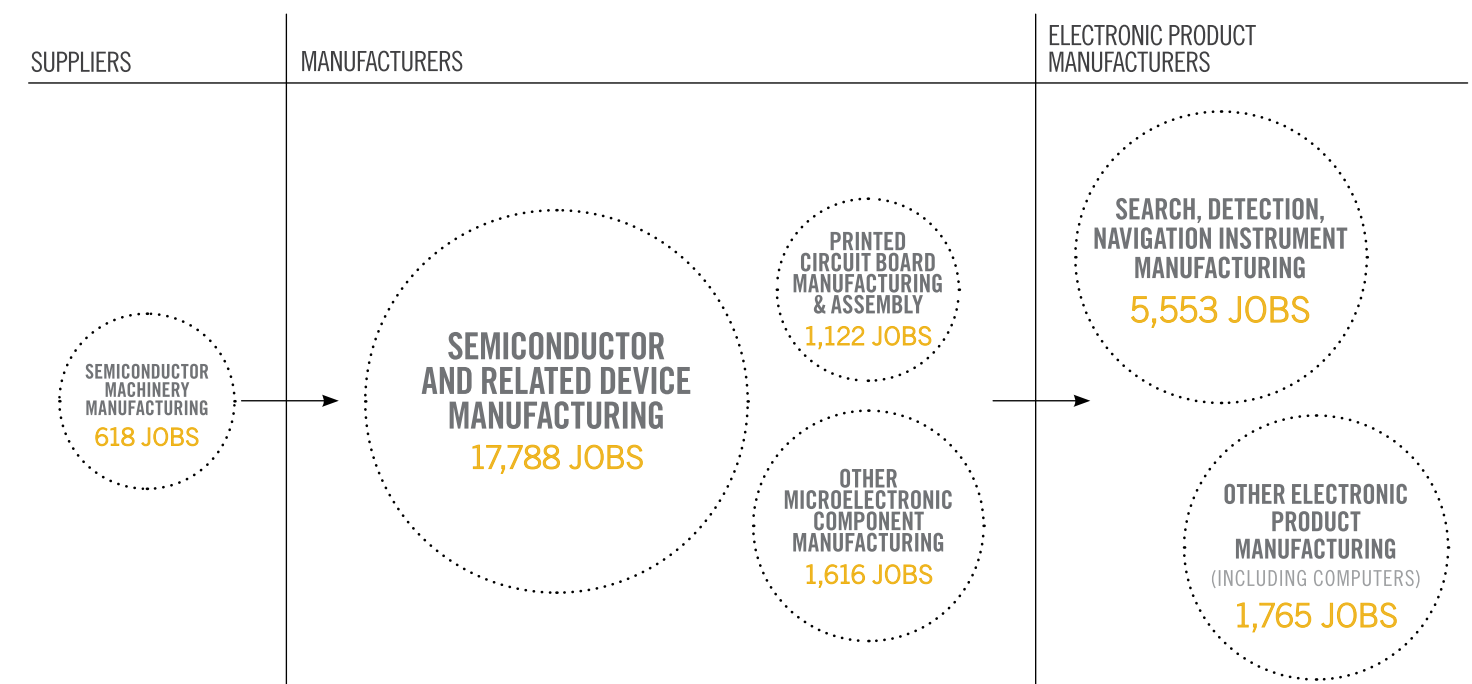 SUPPLIERS
MANUFACTURERS
ELECTRONIC PRODUCT
MANUFACTURERS
SEMICONDUCTOR
MACHINERY
MANUFACTURING
618 JOBS
SEMICONDUCTOR
AND RELATED DEVICE
MANUFACTURING
17,788 JOBS
PRINTED
CIRCUIT BOARD
MANUFACTURING
& ASSEMBLY
1,122 JOBS
OTHER
MICROELECTRONIC
COMPONENT
MANUFACTURING
1,616 JOBS
SEARCH, DETECTION,
NAVIGATION INSTRUMENT
MANUFACTURING
5,553 JOBS
OTHER ELECTRONIC
PRODUCT
MANUFACTURING
(INCLUDING COMPUTERS)
1,765 JOBS